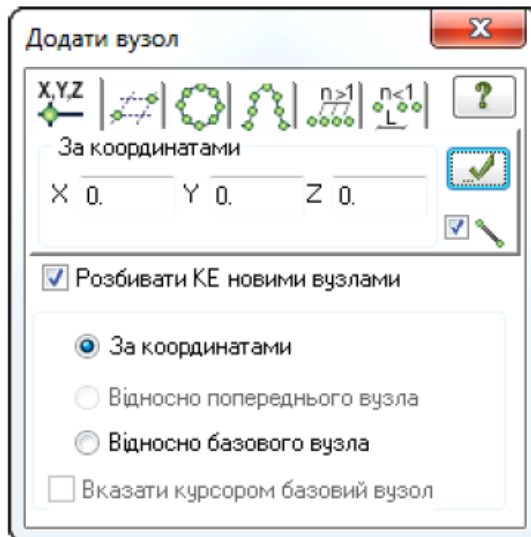 Додати вузол
X,Y,Z n>1 n<1
L
?
За координатами
X 0. Y 0. Z 0.
Розбивати КЕ новими вузлами
За координатами
Відносно попереднього вузла
Відносно базового вузла
Вказати курсором базовий вузол